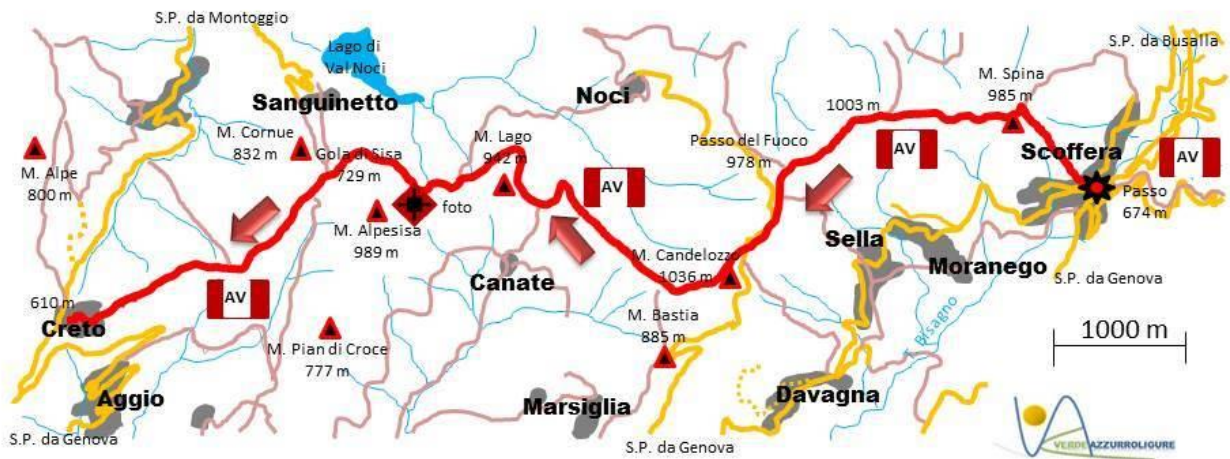 S.P. da Montoggio
Lago di
Val Noci
S.P. da Busalla
M. Spina
985 m
Sanguinetto
Noci
1003 m
M. Cornue
832 m
M. Lago
942 m
Passo del Fuoco
978 m
AV
Scoffera
AV
M. Alpe
800 m
Gola di Sisa
729 m
AV
Passo
674 m
foto
M. Alpesisa
989 m
Sella
M. Candelozzo
1036 m
Moranego
Canate
S.P. da Genova
610 m
AV
Creto
M. Bastia
885 m
T. Bisagno
1000 m
M. Pian di Croce
777 m
Aggio
Marsiglia
Davagna
S.P. da Genova
S.P. da Genova
VERDEAZZURROLIGURE